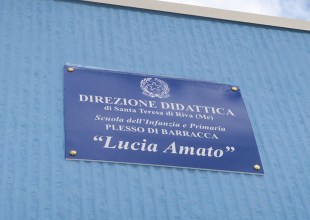 DIREZIONE DIDATTICA
di Santa Teresa di Riva (Me)
Scuola dell'Infanzia e Primaria
PLESSO DI BARRACCA
"Lucia Amato"